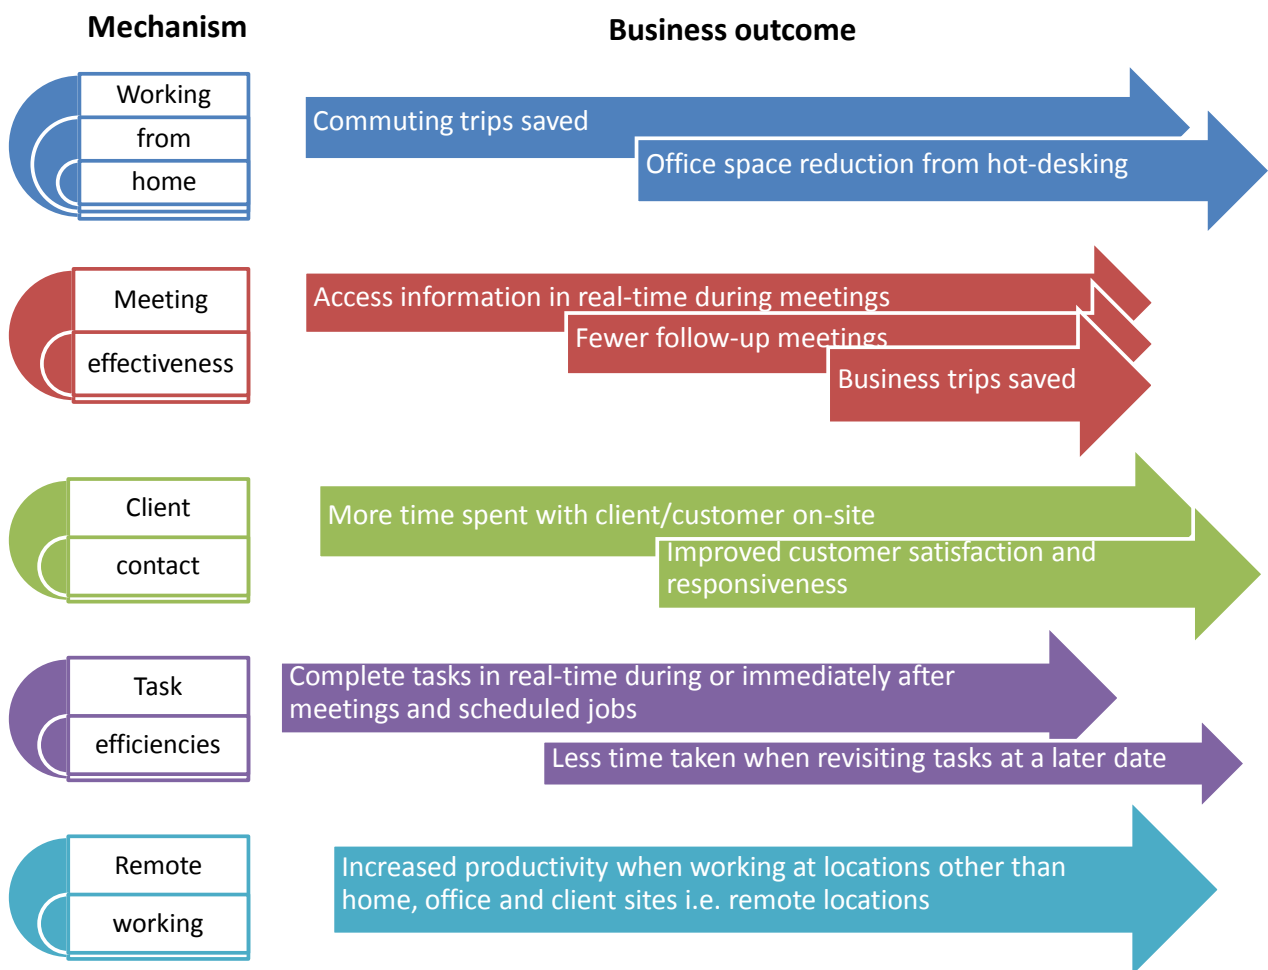 Mechanism
Business outcome
Working
from
home
Commuting trips saved
Office space reduction from hot-desking
Meeting
effectiveness
Access information in real-time during meetings
Fewer follow-up meetings
Business trips saved
Client
contact
More time spent with client/customer on-site
Improved customer satisfaction and
responsiveness
Task
efficiencies
Complete tasks in real-time during or immediately after
meetings and scheduled jobs
Less time taken when revisiting tasks at a later date
Remote
working
Increased productivity when working at locations other than
home, office and client sites i.e. remote locations